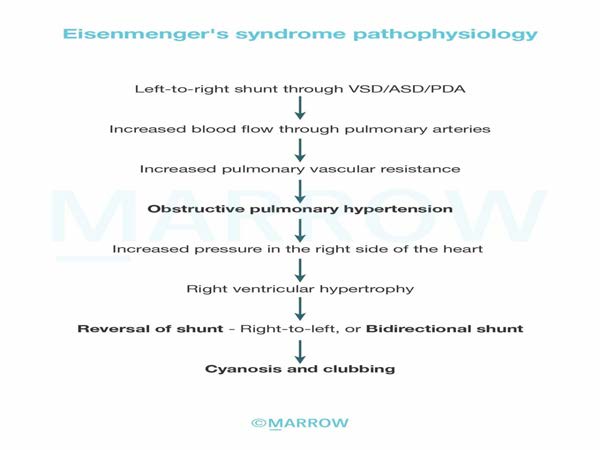 Eisenmenger's syndrome pathophysiology
Left-to-right shunt through VSD/ASD/PDA
Increased blood flow through pulmonary arteries
Increased pulmonary vascular resistance
MARROW
Obstructive pulmonary hypertension
Increased pressure in the right side of the heart
Right ventricular hypertrophy
Reversal of shunt - Right-to-left, or Bidirectional shunt
Cyanosis and clubbing
©MARROW